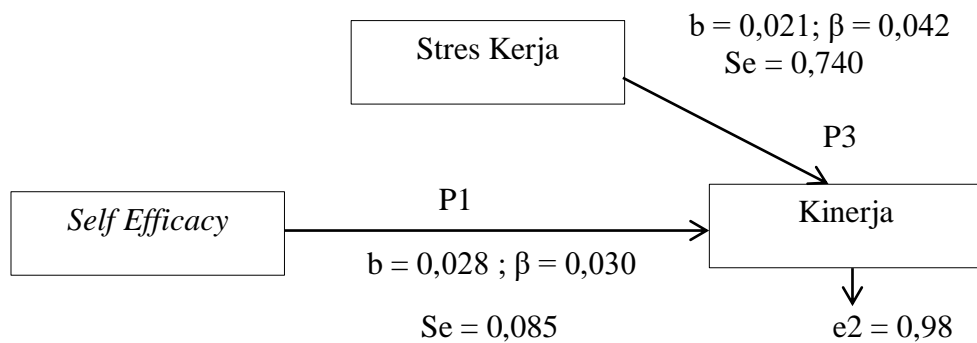 b = 0,021; β = 0,042
Stres Kerja
Se = 0,740
P3
P1
Self Efficacy
Kinerja
b = 0,028 ; β = 0,030
Se = 0,085
e2 = 0,98